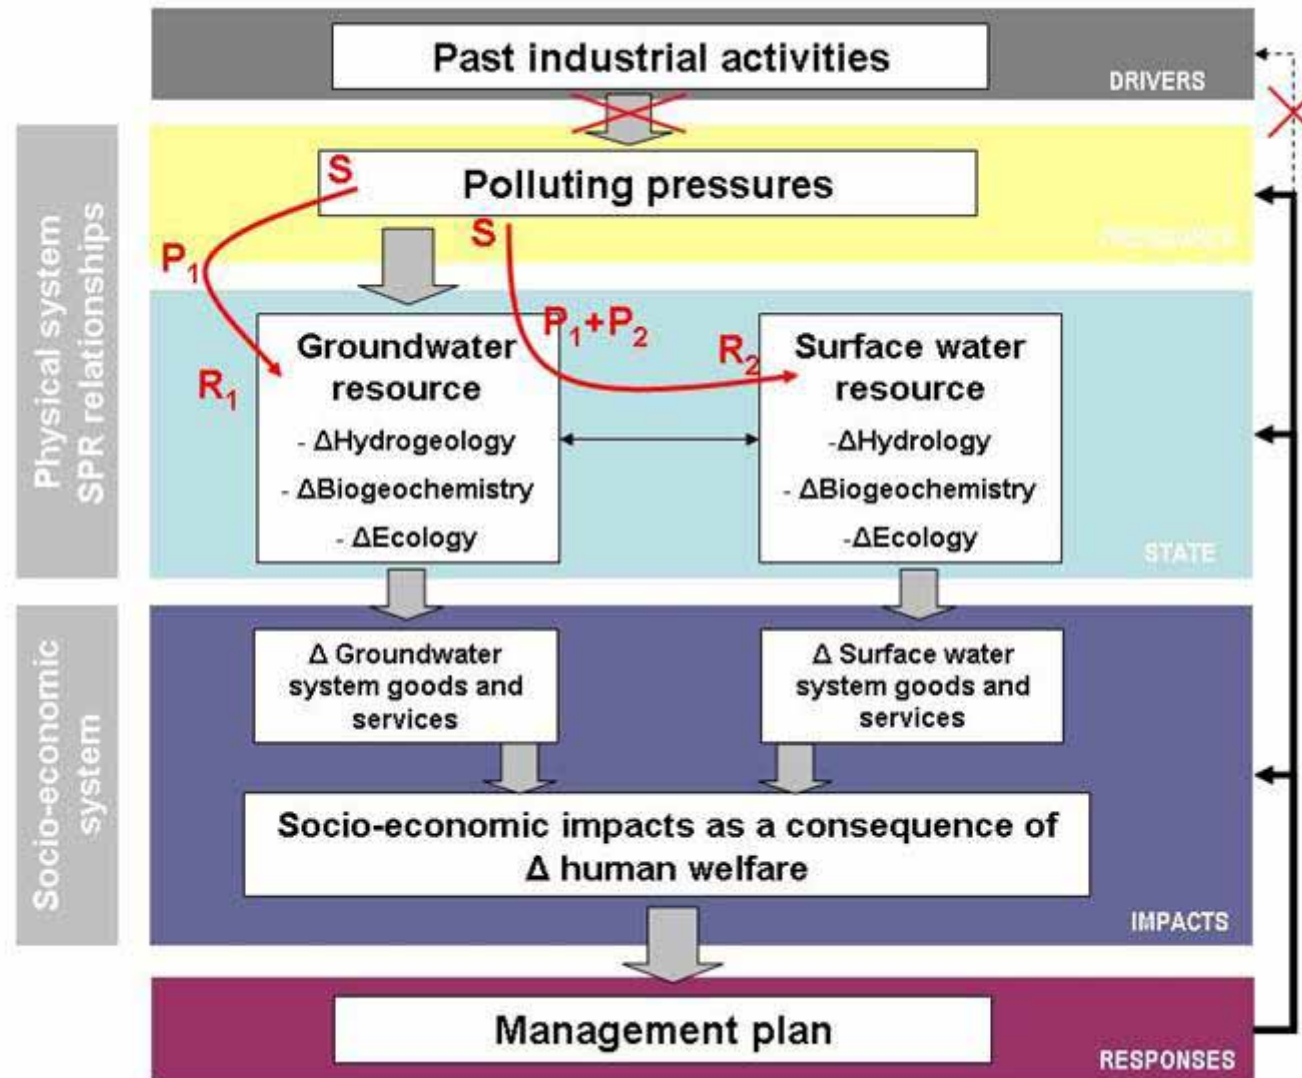 Past industrial activities
DRIVERS
S
Polluting pressures
S
PRESSURES
P₁
P₁+P₂
R₁
R₂
Groundwater
resource
- ΔHydrogeology
- ΔBiogeochemistry
- ΔEcology
Surface water
resource
-ΔHydrology
- ΔBiogeochemistry
-ΔEcology
STATE
Physical system
SPR relationships
Δ Groundwater
system goods and
services
Δ Surface water
system goods and
services
Socio-economic impacts as a consequence of
Δ human welfare
IMPACTS
Socio-economic
system
Management plan
RESPONSES